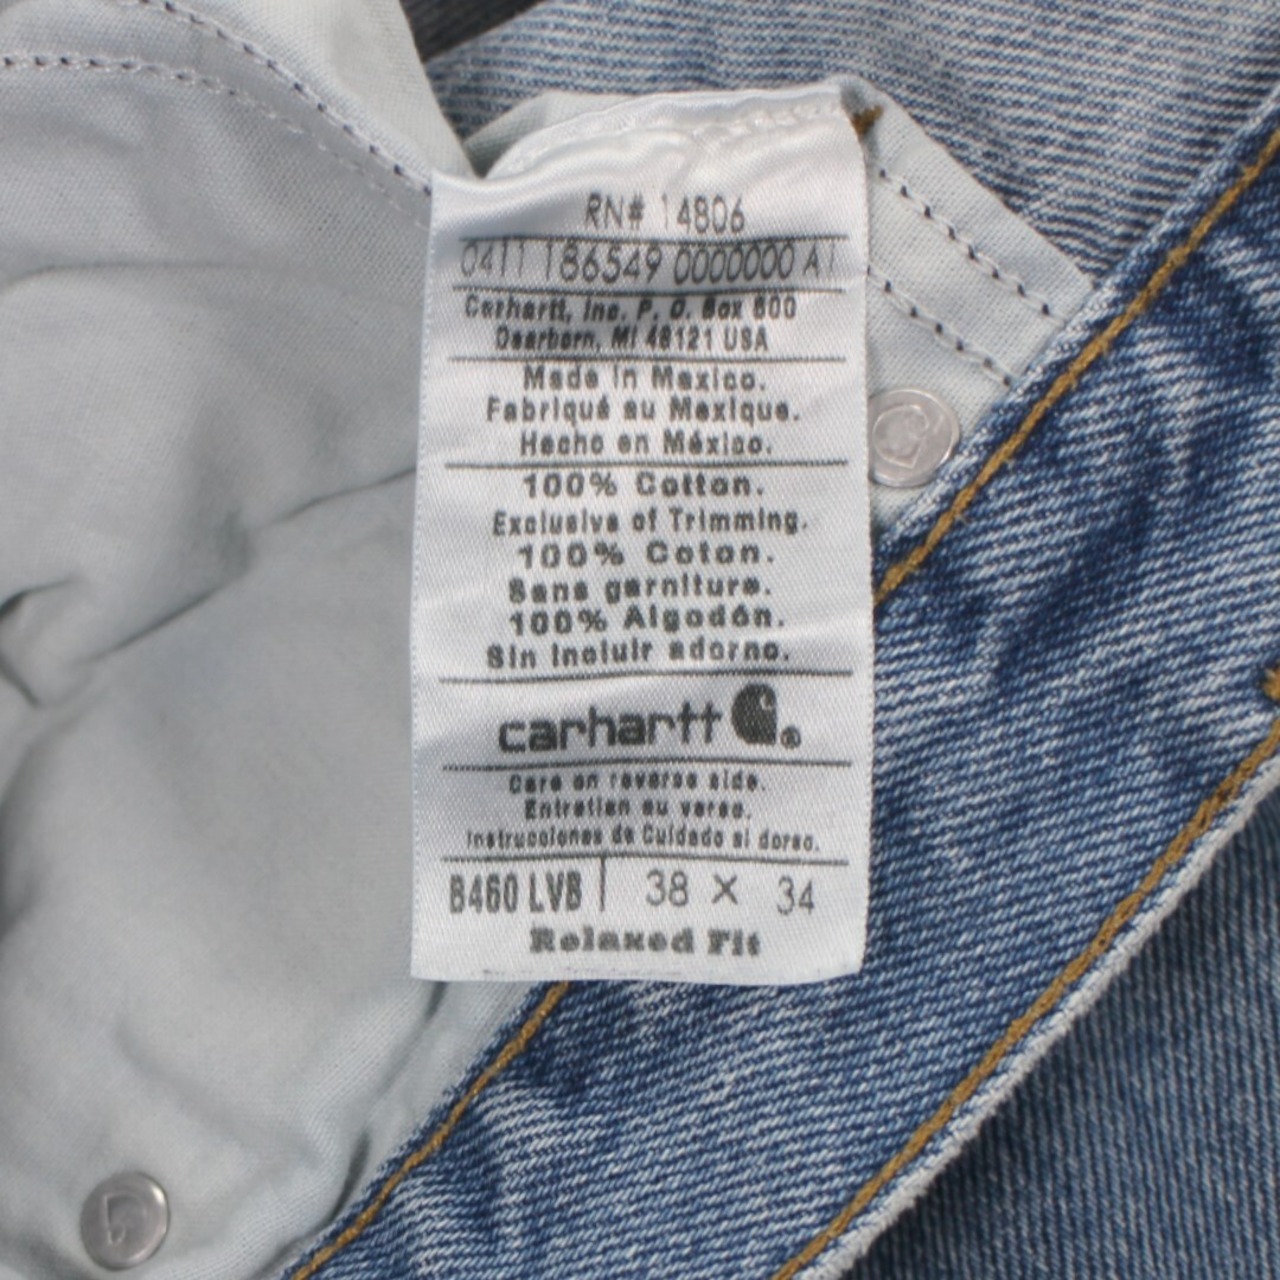 RN# 14806
0411 186549 0000000 A1
Carhartt, Inc. P. O. Box 600
Dearborn, MI 48121 USA
Made in Mexico.
Fabriqué au Mexique.
Hecho en México.
100% Cotton.
Exclusive of Trimming.
100% Coton.
Sans garniture.
100% Algodón.
Sin incluir adorno.
carhartt ®
Care on reverse side.
Entretien au verso.
Instrucciones de Cuidado al dorso.
B460 LVB | 38 X 34
Relaxed Fit